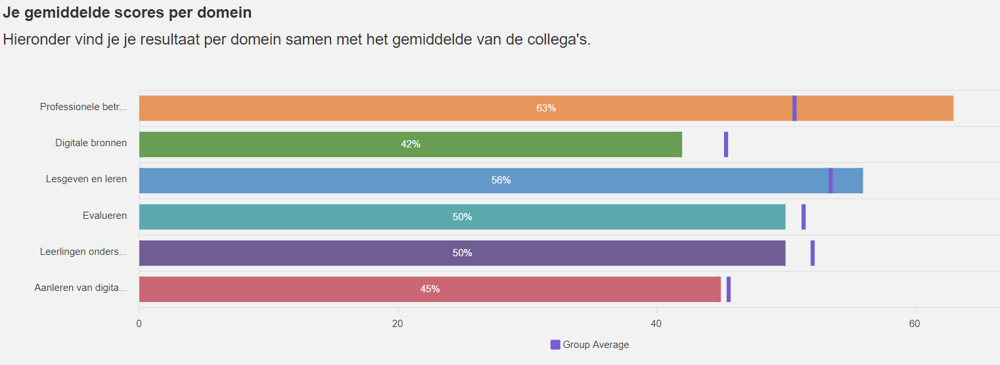 Je gemiddelde scores per domein
Hieronder vind je je resultaat per domein samen met het gemiddelde van de collega's.
Professionele betr...
63%
Digitale bronnen
42%
Lesgeven en leren
56%
Evalueren
50%
Leerlingen onders...
50%
Aanleren van digita...
45%
0
20
40
60
Group Average